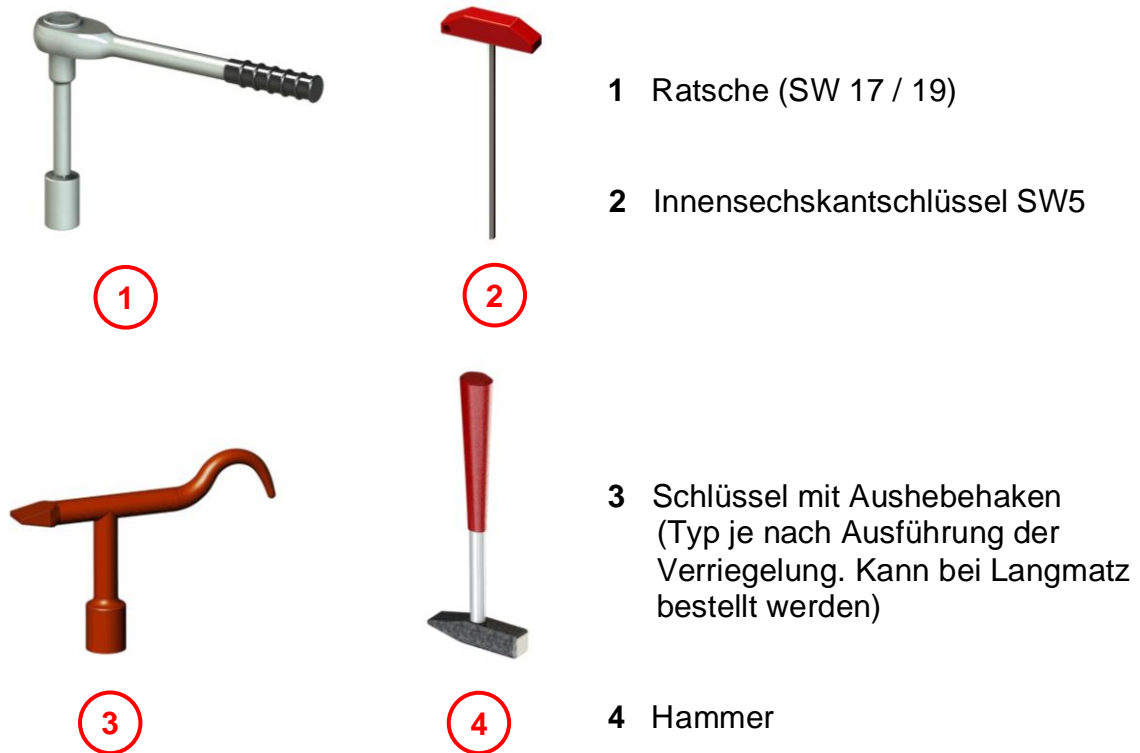 1 Ratsche (SW 17 / 19)
2 Innensechskantschlüssel SW5
1
2
3 Schlüssel mit Aushebehaken
(Typ je nach Ausführung der
Verriegelung. Kann bei Langmatz
bestellt werden)
3
4
4 Hammer